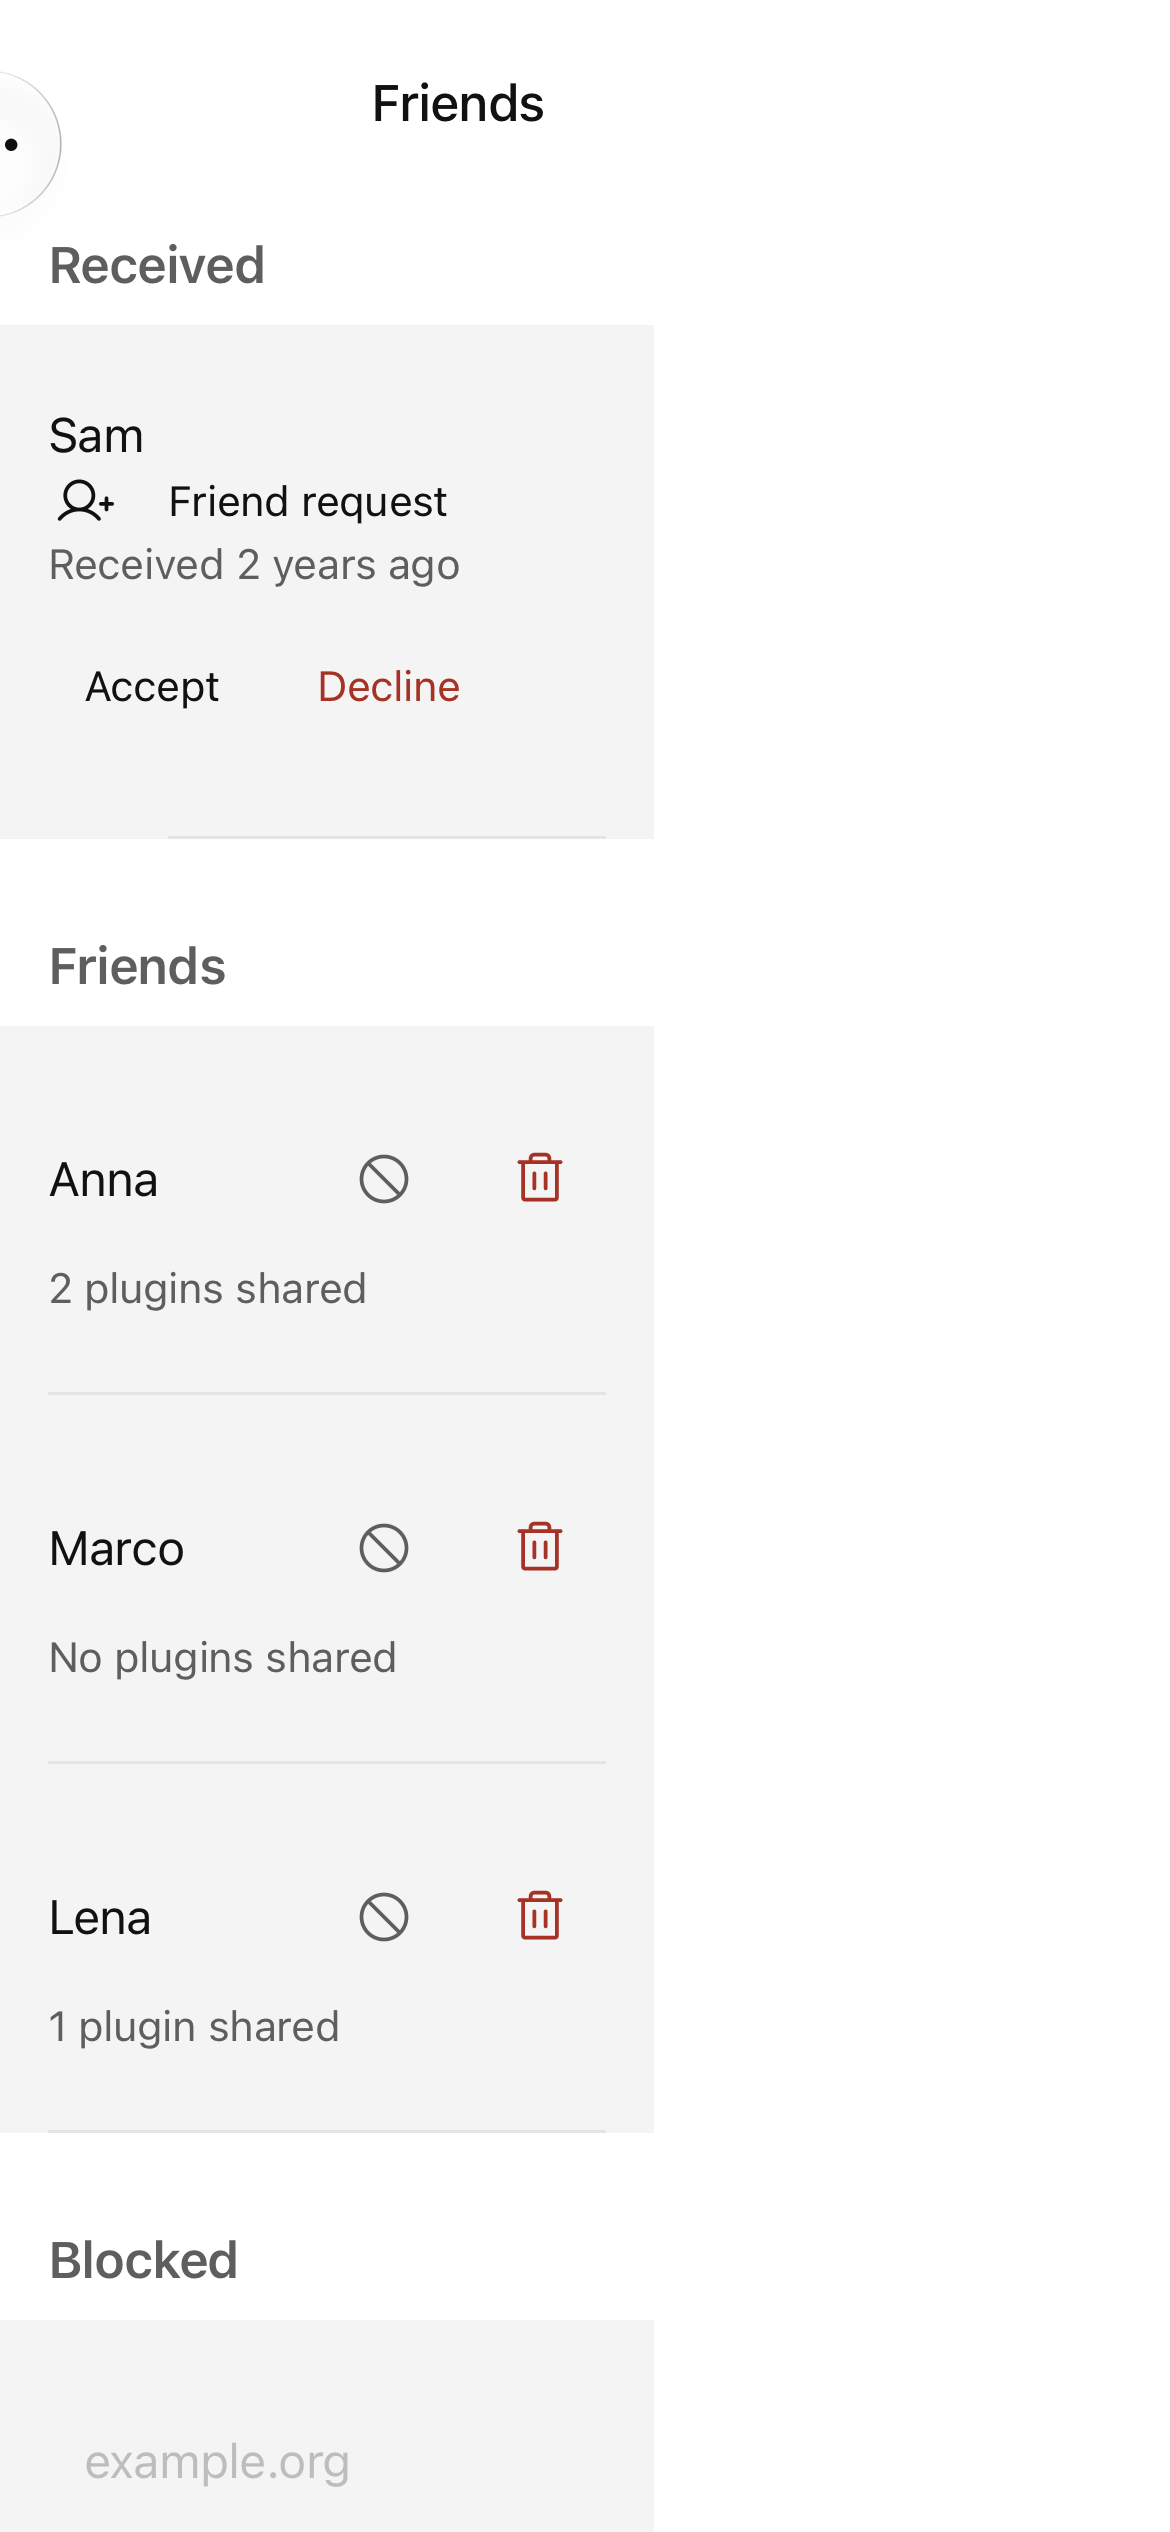 Friends
Received
Sam
Friend request
Received 2 years ago
Accept Decline
Friends
Anna
2 plugins shared
Marco
No plugins shared
Lena
1 plugin shared
Blocked
example.org